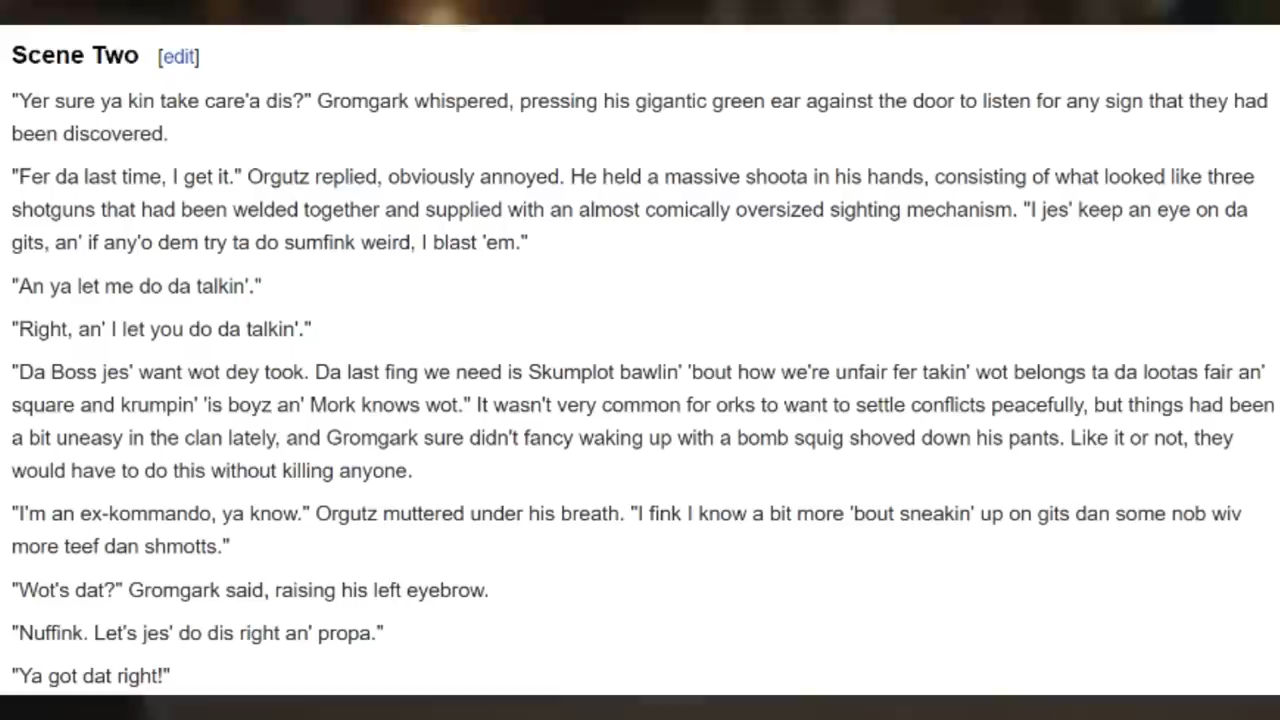 Scene Two [edit]
"Yer sure ya kin take care'a dis?" Gromgark whispered, pressing his gigantic green ear against the door to listen for any sign that they had
been discovered.
"Fer da last time, I get it." Orgutz replied, obviously annoyed. He held a massive shoota in his hands, consisting of what looked like three
shotguns that had been welded together and supplied with an almost comically oversized sighting mechanism. "I jes' keep an eye on da
gits, an' if any'o dem try ta do sumfink weird, I blast 'em."
"An ya let me do da talkin'."
"Right, an' I let you do da talkin'."
"Da Boss jes' want wot dey took. Da last fing we need is Skumplot bawlin' 'bout how we're unfair fer takin' wot belongs ta da lootas fair an'
square and krumpin' 'is boyz an' Mork knows wot." It wasn't very common for orks to want to settle conflicts peacefully, but things had been
a bit uneasy in the clan lately, and Gromgark sure didn't fancy waking up with a bomb squig shoved down his pants. Like it or not, they
would have to do this without killing anyone.
"I'm an ex-kommando, ya know." Orgutz muttered under his breath. "I fink I know a bit more 'bout sneakin' up on gits dan some nob wiv
more teef dan shmotts."
"Wot's dat?" Gromgark said, raising his left eyebrow.
"Nuffink. Let's jes' do dis right an' propa."
"Ya got dat right!"